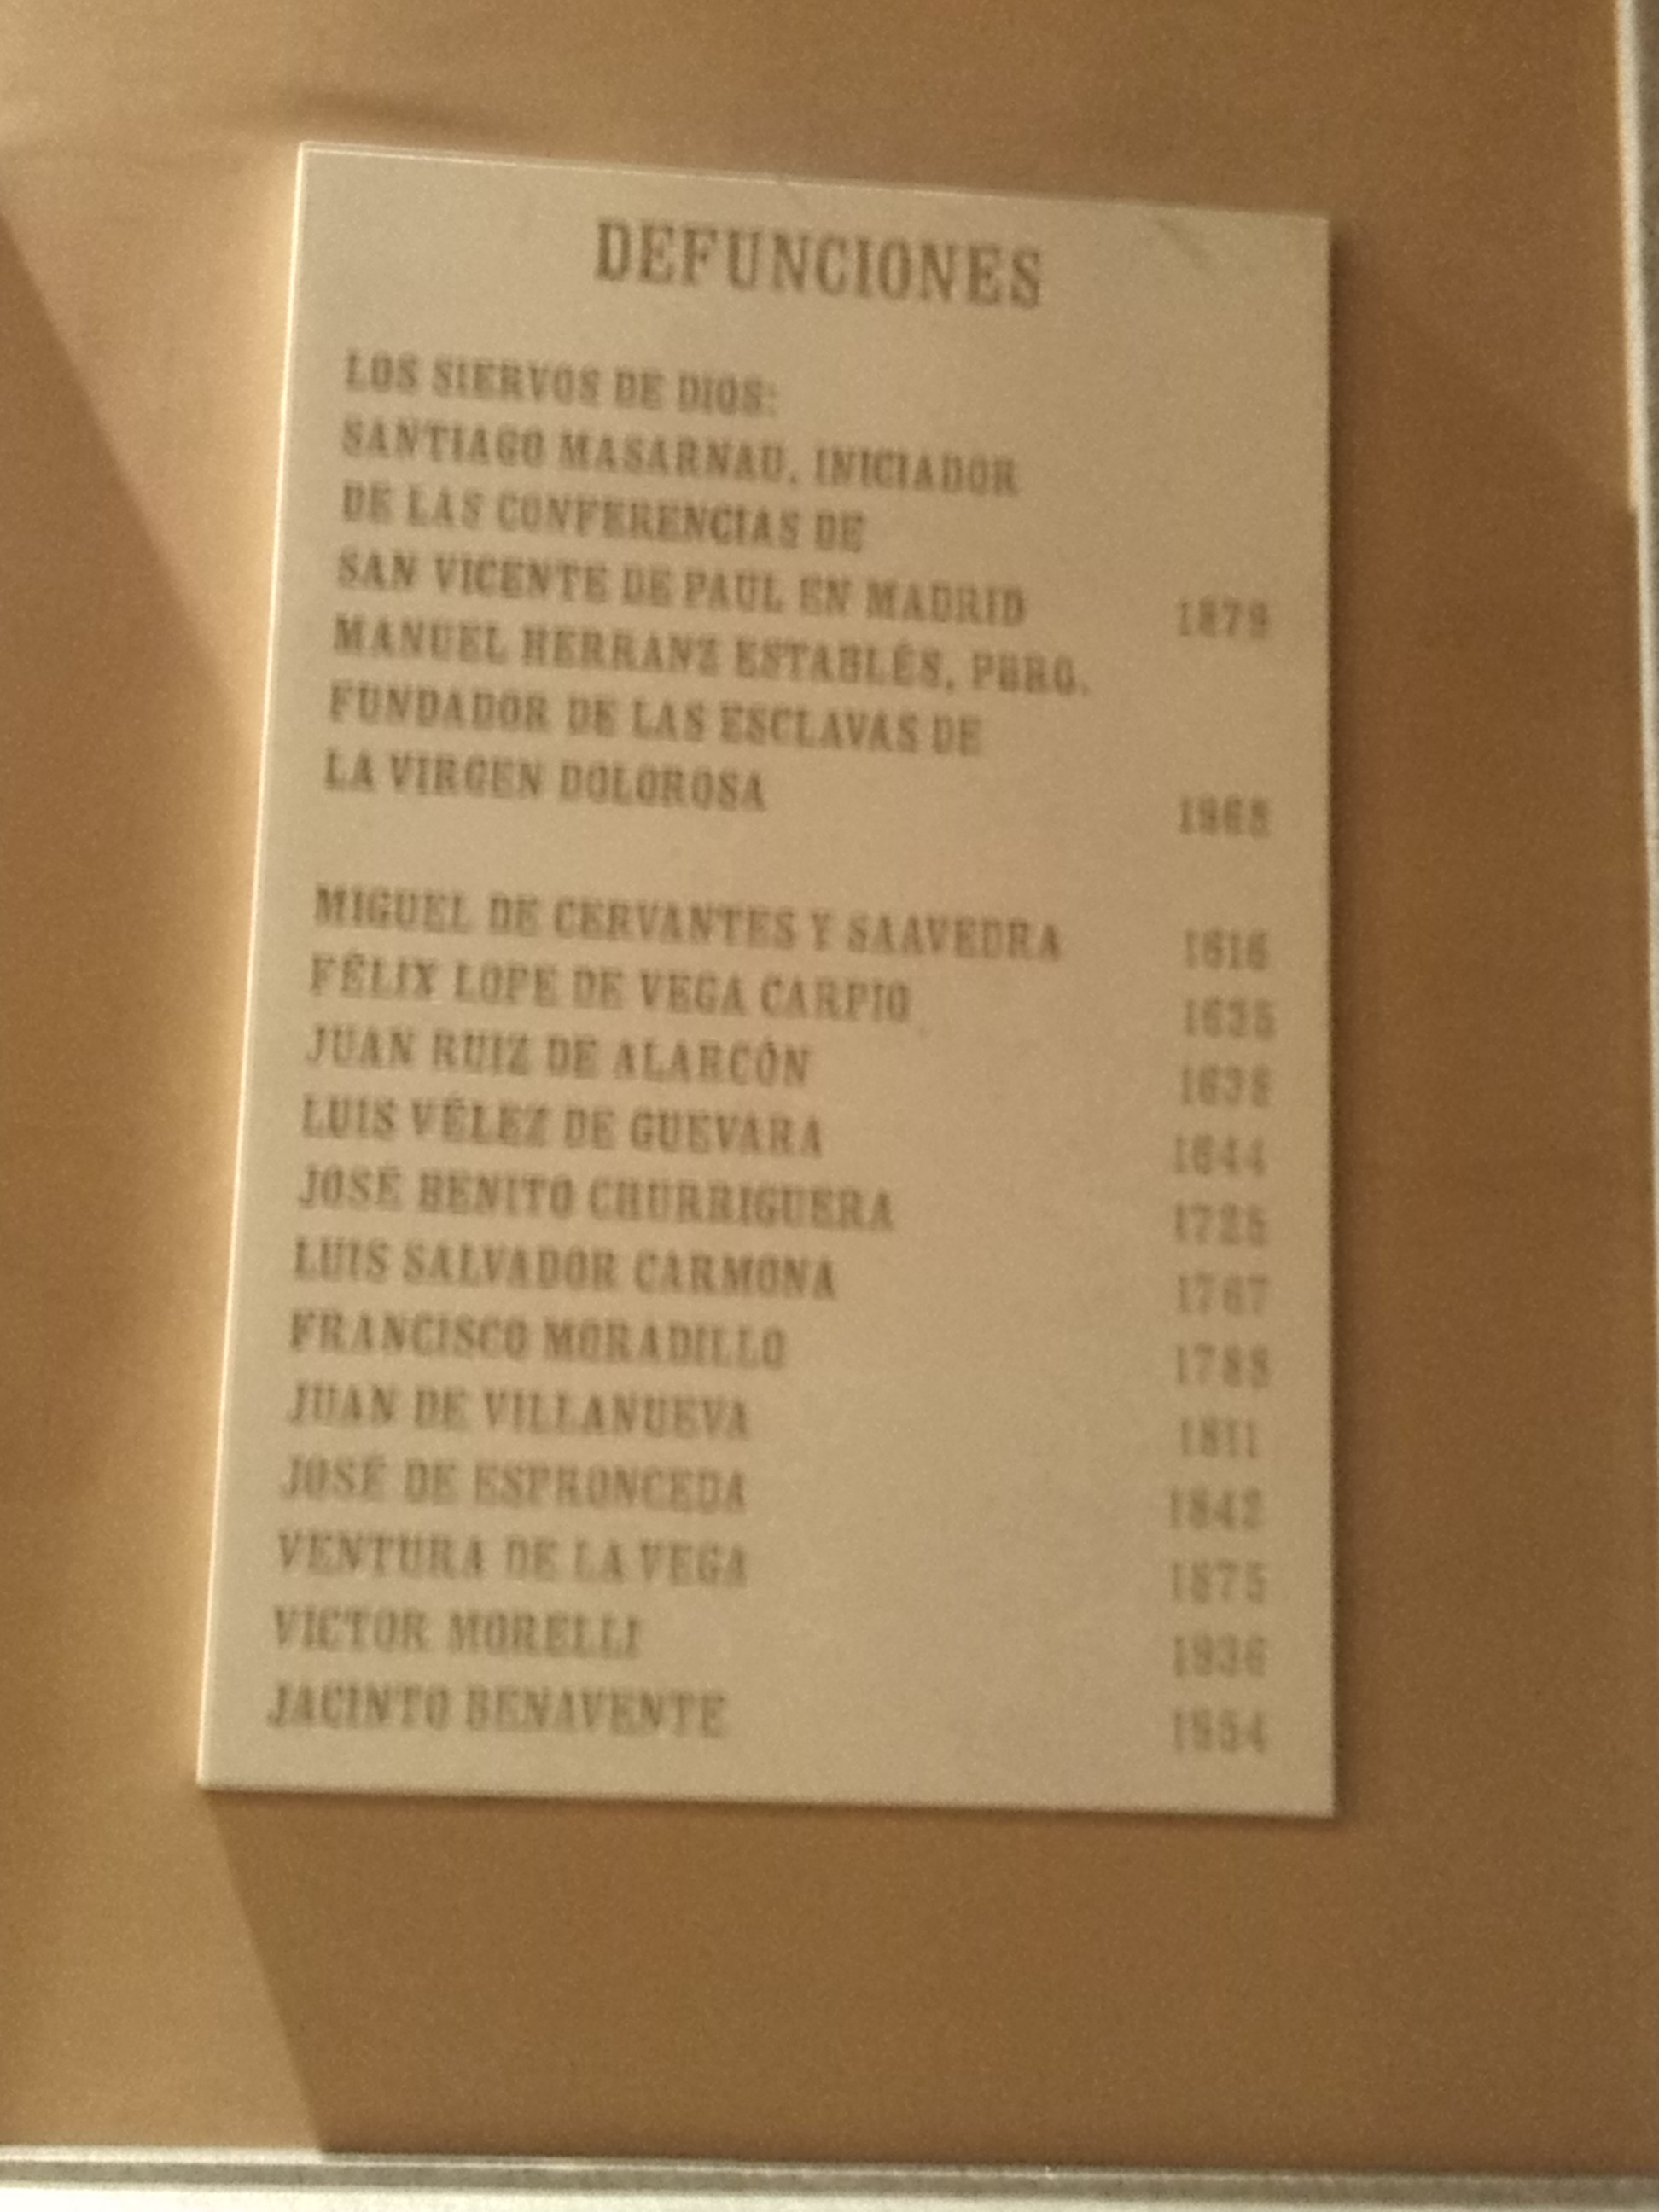 DEFUNCIONES
LOS SIERVOS DE DIOS:
SANTIAGO MASARNAU, INICIADOR
DE LAS CONFERENCIAS DE
SAN VICENTE DE PAUL EN MADRID 1879
MANUEL HERRANZ ESTABLÉS, PBRO.
FUNDADOR DE LAS ESCLAVAS DE
LA VIRGEN DOLOROSA 1968
MIGUEL DE CERVANTES Y SAAVEDRA 1616
FÉLIX LOPE DE VEGA CARPIO 1635
JUAN RUIZ DE ALARCÓN 1638
LUIS VÉLEZ DE GUEVARA 1644
JOSÉ BENITO CHURRIGUERA 1725
LUIS SALVADOR CARMONA 1767
FRANCISCO MORADILLO
JUAN DE VILLANUEVA 1811
JOSÉ DE ESPRONCEDA 1842
VENTURA DE LA VEGA 1875
VICTOR MORELLI 1936
JACINTO BENAVENTE 1954